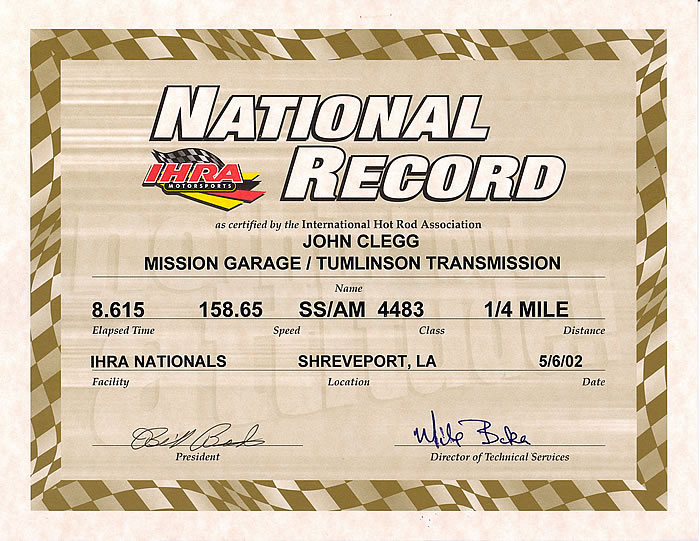 NATIONAL
RECORD
IHRA
MOTORSPORTS
as certified by the International Hot Rod Association
JOHN CLEGG
MISSION GARAGE / TUMLINSON TRANSMISSION
Name
8.615 158.65 SS/AM 4483 1/4 MILE
Elapsed Time Speed Class Distance
IHRA NATIONALS SHREVEPORT, LA 5/6/02
Facility Location Date
Mike Baka
President Director of Technical Services